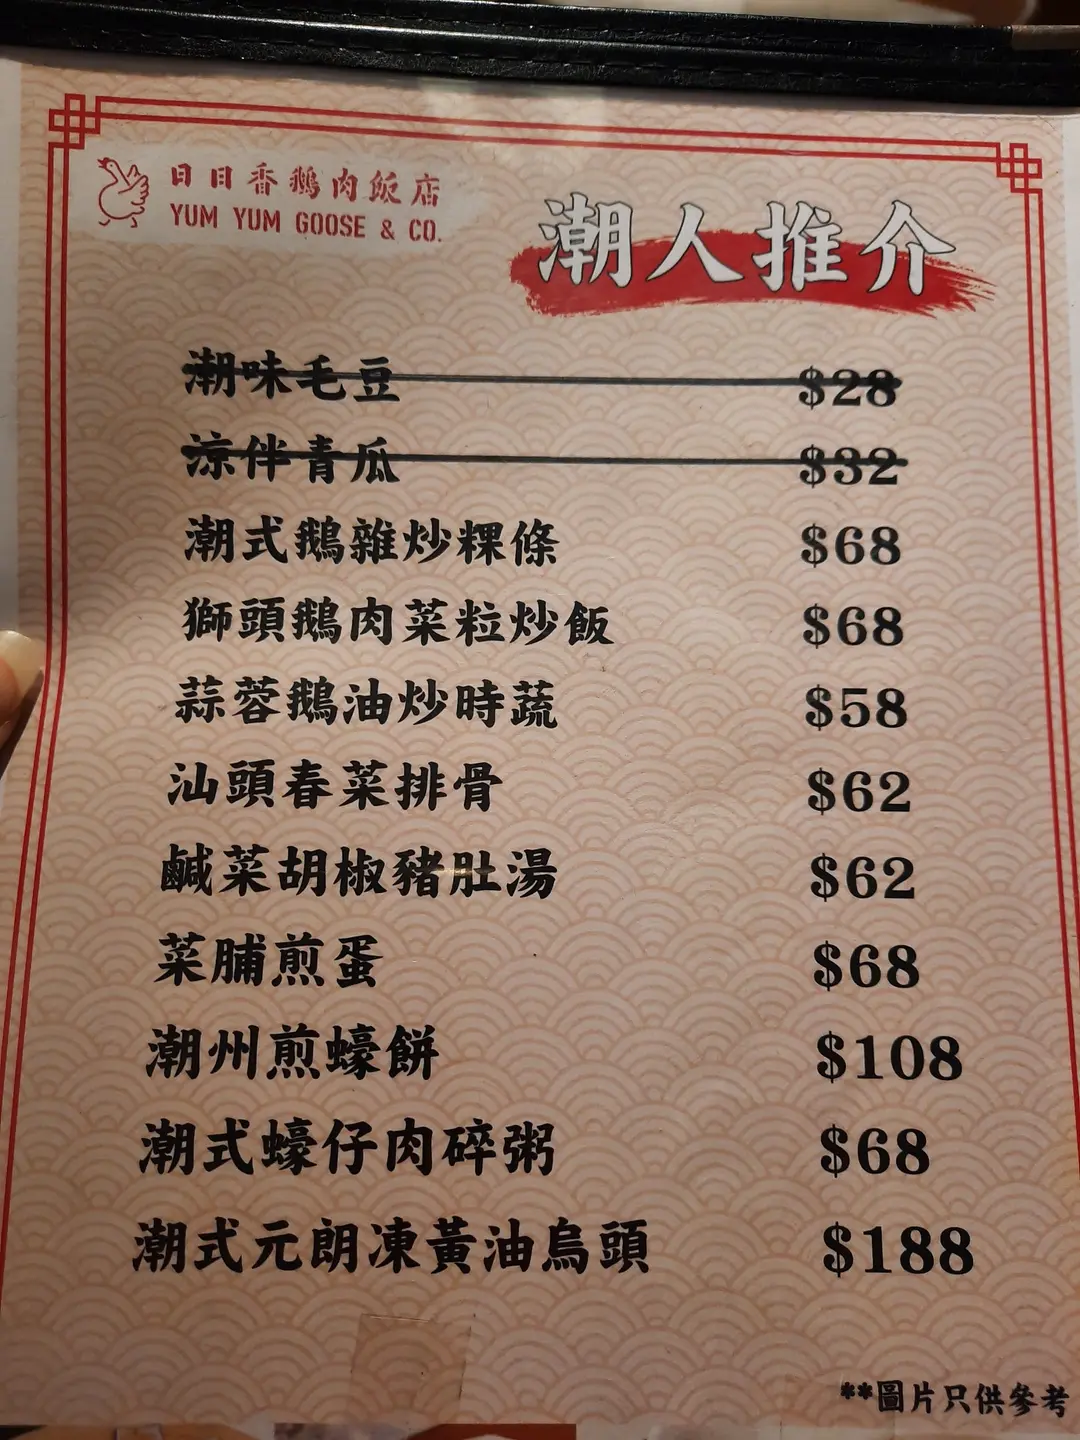 日日香鵝肉飯店
YUM YUM GOOSE & CO.
潮人推介
潮味毛豆 $28
涼伴青瓜 $32
潮式鵝雜炒粿條 $68
獅頭鵝肉菜粒炒飯 $68
蒜蓉鵝油炒時蔬 $58
汕頭春菜排骨 $62
鹹菜胡椒豬肚湯 $62
菜脯煎蛋 $68
潮州煎蠔餅 $108
潮式蠔仔肉碎粥 $68
潮式元朗凍黃油烏頭 $188
**圖片只供參考